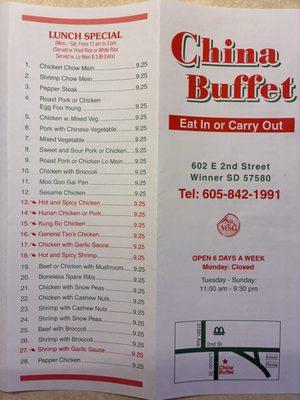 LUNCH SPECIAL
(Mon. - Sat. From 11 am to 3 pm
(Served w. Fried Rice or White Rice
Served w. Lo Mein $ 3.95 Extra)
1. Chicken Chow Mein 9.25
2. Shrimp Chow Mein 9.25
3. Pepper Steak 9.25
4. Roast Pork or Chicken
Egg Foo Young 9.25
5. Chicken w. Mixed Veg. 9.25
6. Pork with Chinese Vegetable 9.25
7. Mixed Vegetable 9.25
8. Sweet and Sour Pork or Chicken 9.25
9. Roast Pork or Chicken Lo Mein 9.25
10. Chicken with Broccoli 9.25
11. Moo Goo Gai Pan 9.25
12. Sesame Chicken 9.25
13. Hot and Spicy Chicken 9.25
14. Hunan Chicken or Pork 9.25
15. Kung Bo Chicken 9.25
16. General Tso's Chicken 9.25
17. Chicken with Garlic Sauce 9.25
18. Hot and Spicy Shrimp 9.25
19. Beef or Chicken with Mushroom 9.25
20. Boneless Spare Ribs 9.25
21. Chicken with Snow Peas 9.25
22. Chicken with Cashew Nuts 9.25
23. Shrimp with Cashew Nuts 9.25
24. Shrimp with Snow Peas 9.25
25. Beef with Broccoli 9.25
26. Shrimp with Broccoli 9.25
27. Shrimp with Garlic Sauce 9.25
28. Pepper Chicken 9.25
China
Buffet
Eat In or Carry Out
602 E 2nd Street
Winner SD 57580
Tel: 605-842-1991
No
MSG
OPEN 6 DAYS A WEEK
Monday: Closed
Tuesday - Sunday:
11:00 am - 9:30 pm
2nd St
Lincoln
China
Buffet